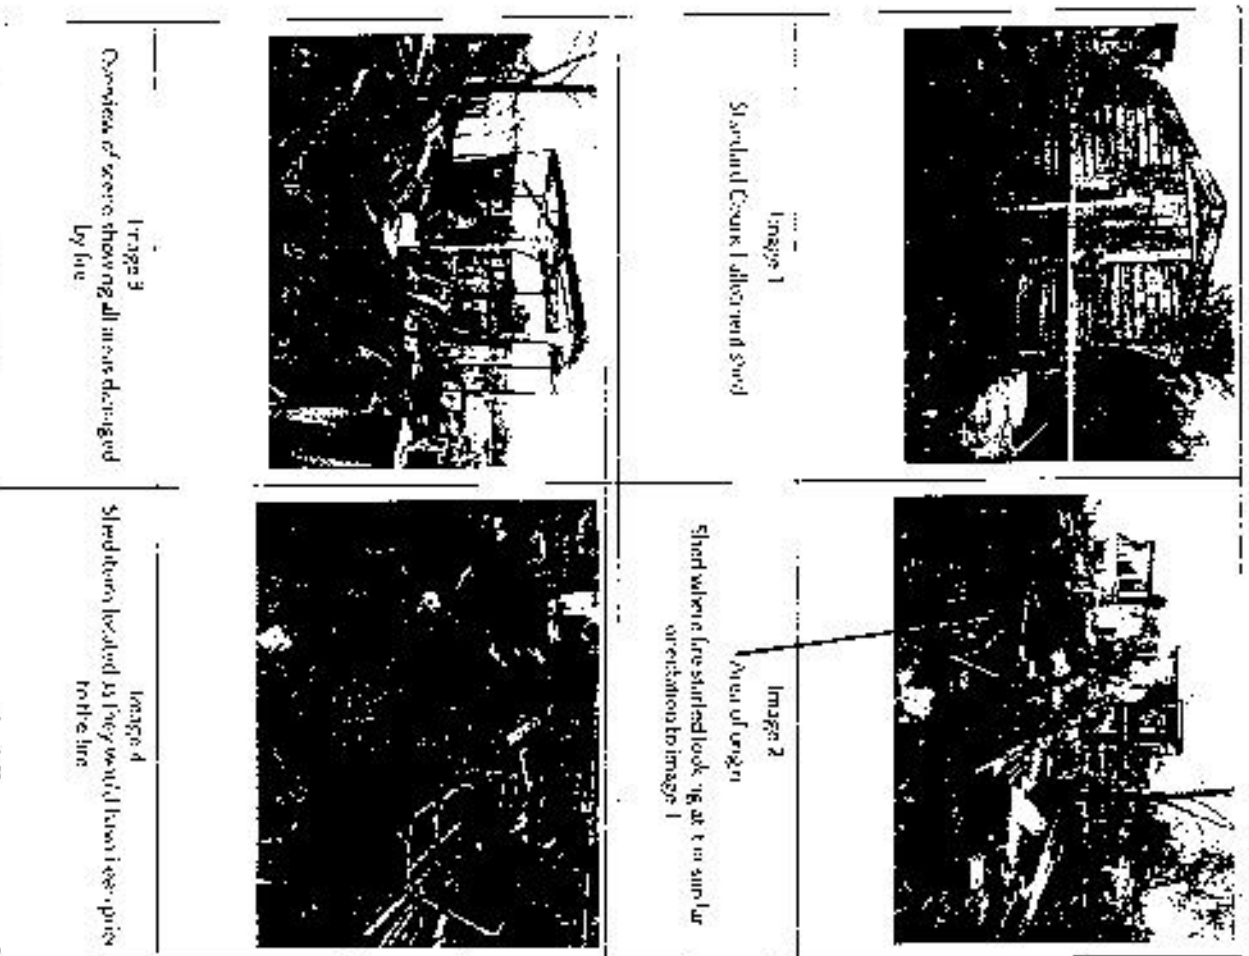 Image 1
Standard Council allotment shed
Image 2
Area of origin
Shed where fire started looking at it in similar
orientation to image 1
Image 3
Overview of scene showing all areas damaged
by fire
Image 4
Shed items located as they would have been prior
to the fire